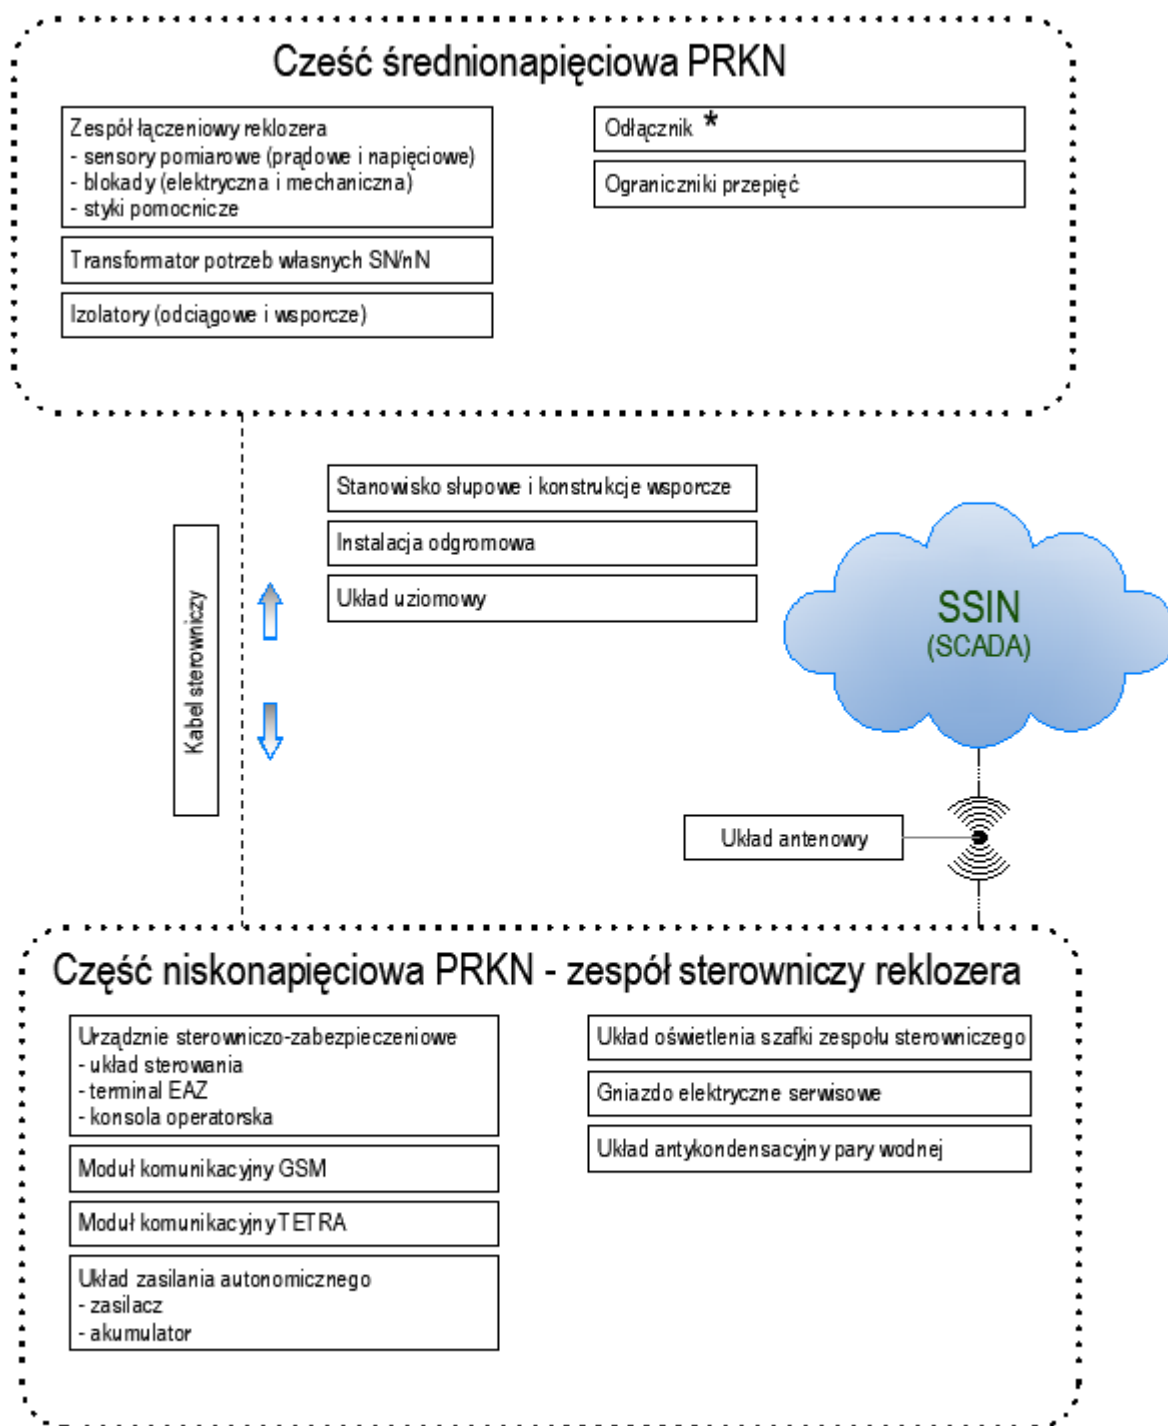 Cześć średnionapięciowa PRKN
Zespół łączeniowy reklozera
- sensory pomiarowe (prądowe i napięciowe)
- blokady (elektryczna i mechaniczna)
- styki pomocnicze
Transformator potrzeb własnych SN/nN
Izolatory (odciągowe i wsporcze)
Odłącznik *
Ograniczniki przepięć
Stanowisko słupowe i konstrukcje wsporcze
Instalacja odgromowa
Układ uziomowy
Kabel sterowniczy
SSIN
(SCADA)
Układ antenowy
Część niskonapięciowa PRKN - zespół sterowniczy reklozera
Urządznie sterowniczo-zabezpieczeniowe
- układ sterowania
- terminal EAZ
- konsola operatorska
Moduł komunikacyjny GSM
Moduł komunikacyjny TETRA
Układ zasilania autonomicznego
- zasilacz
- akumulator
Układ oświetlenia szafki zespołu sterowniczego
Gniazdo elektryczne serwisowe
Układ antykondensacyjny pary wodnej